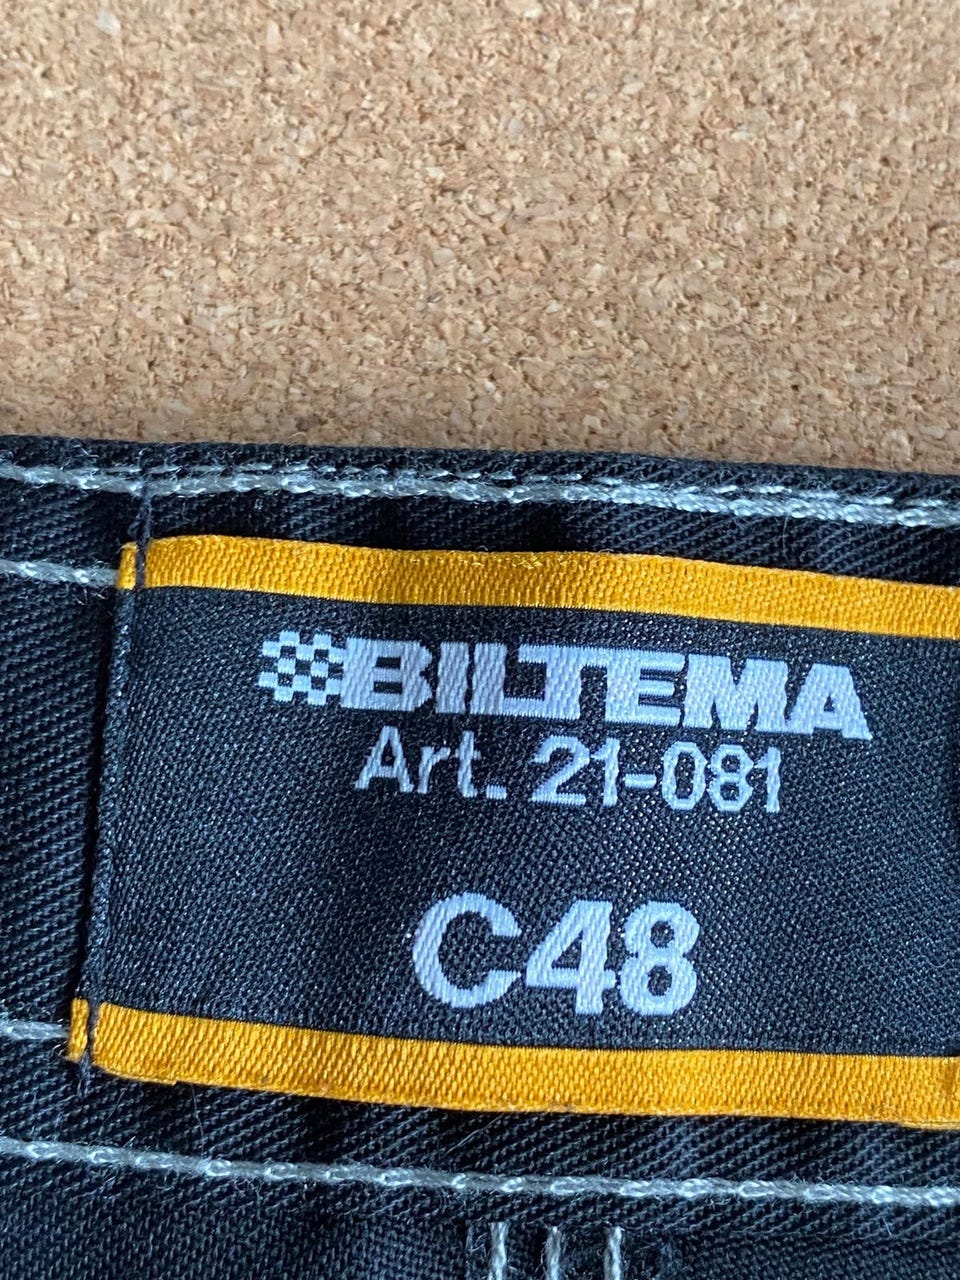 BILTEMA
Art. 21-081
C48